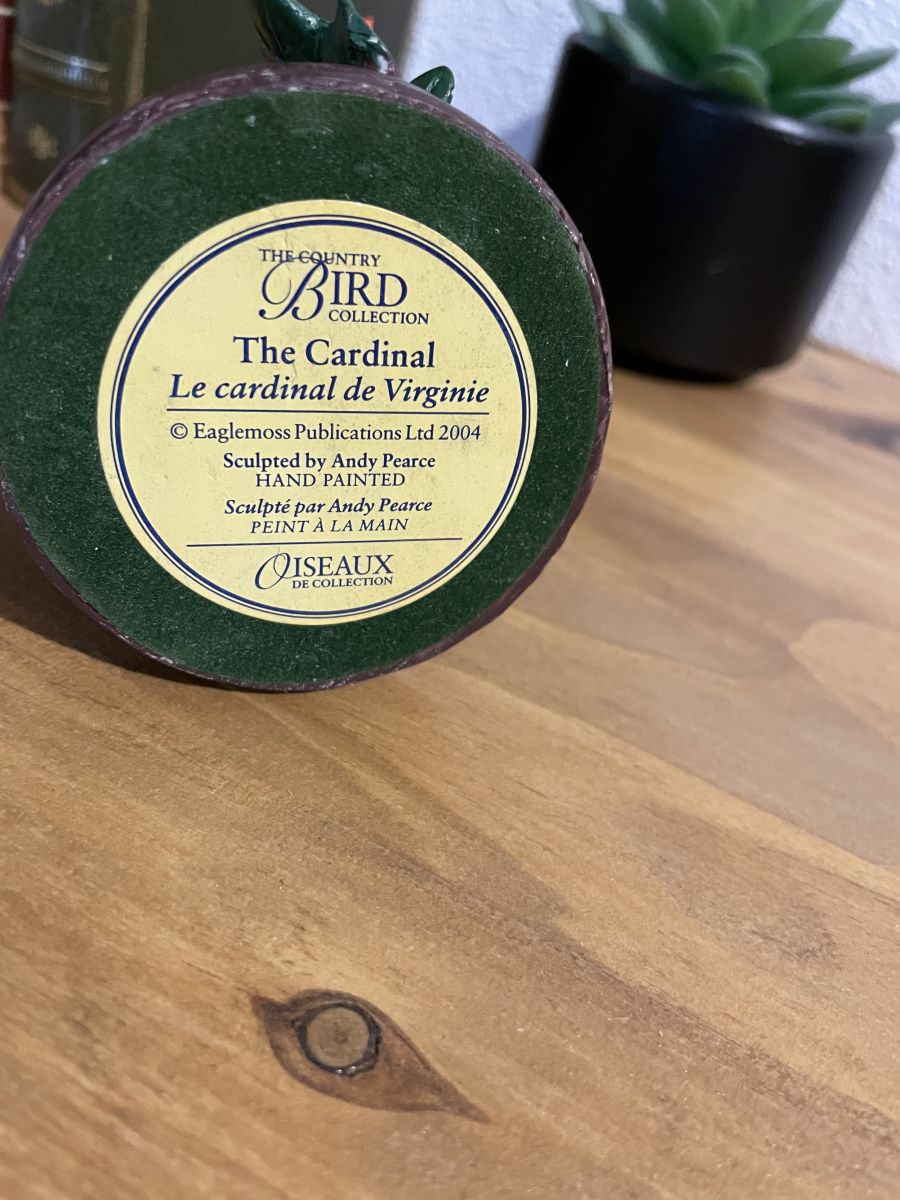 THE COUNTRY
BIRD
COLLECTION
The Cardinal
Le cardinal de Virginie
© Eaglemoss Publications Ltd 2004
Sculpted by Andy Pearce
HAND PAINTED
Sculpté par Andy Pearce
PEINT À LA MAIN
OISEAUX
DE COLLECTION